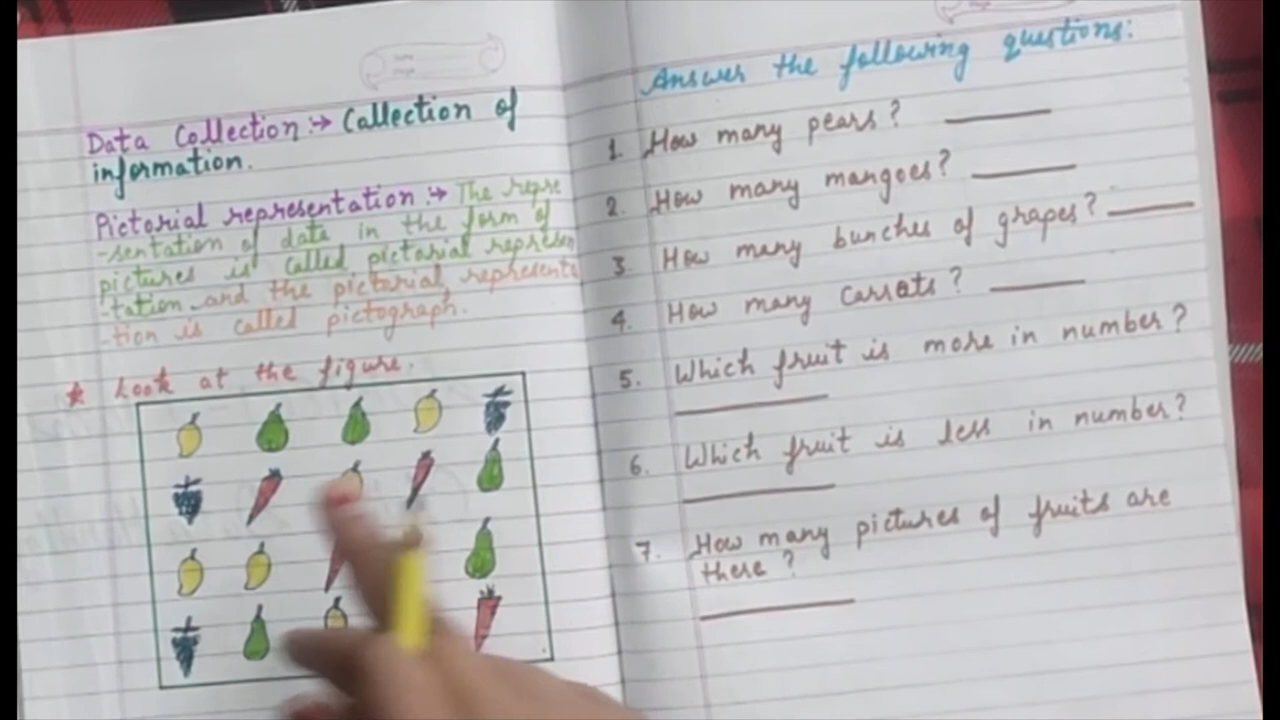 Data Collection :→ Collection of
information.
Pictorial representation :→ The repre
-sentation of data in the form of
pictures is called pictorial represen
-tation and the pictorial representa
-tion is called pictograph.
★ Look at the figure.
Answer the following questions:
1. How many pears?
2. How many mangoes?
3. How many bunches of grapes?
4. How many carrots?
5. Which fruit is more in number?
6. Which fruit is less in number?
7. How many pictures of fruits are
there?